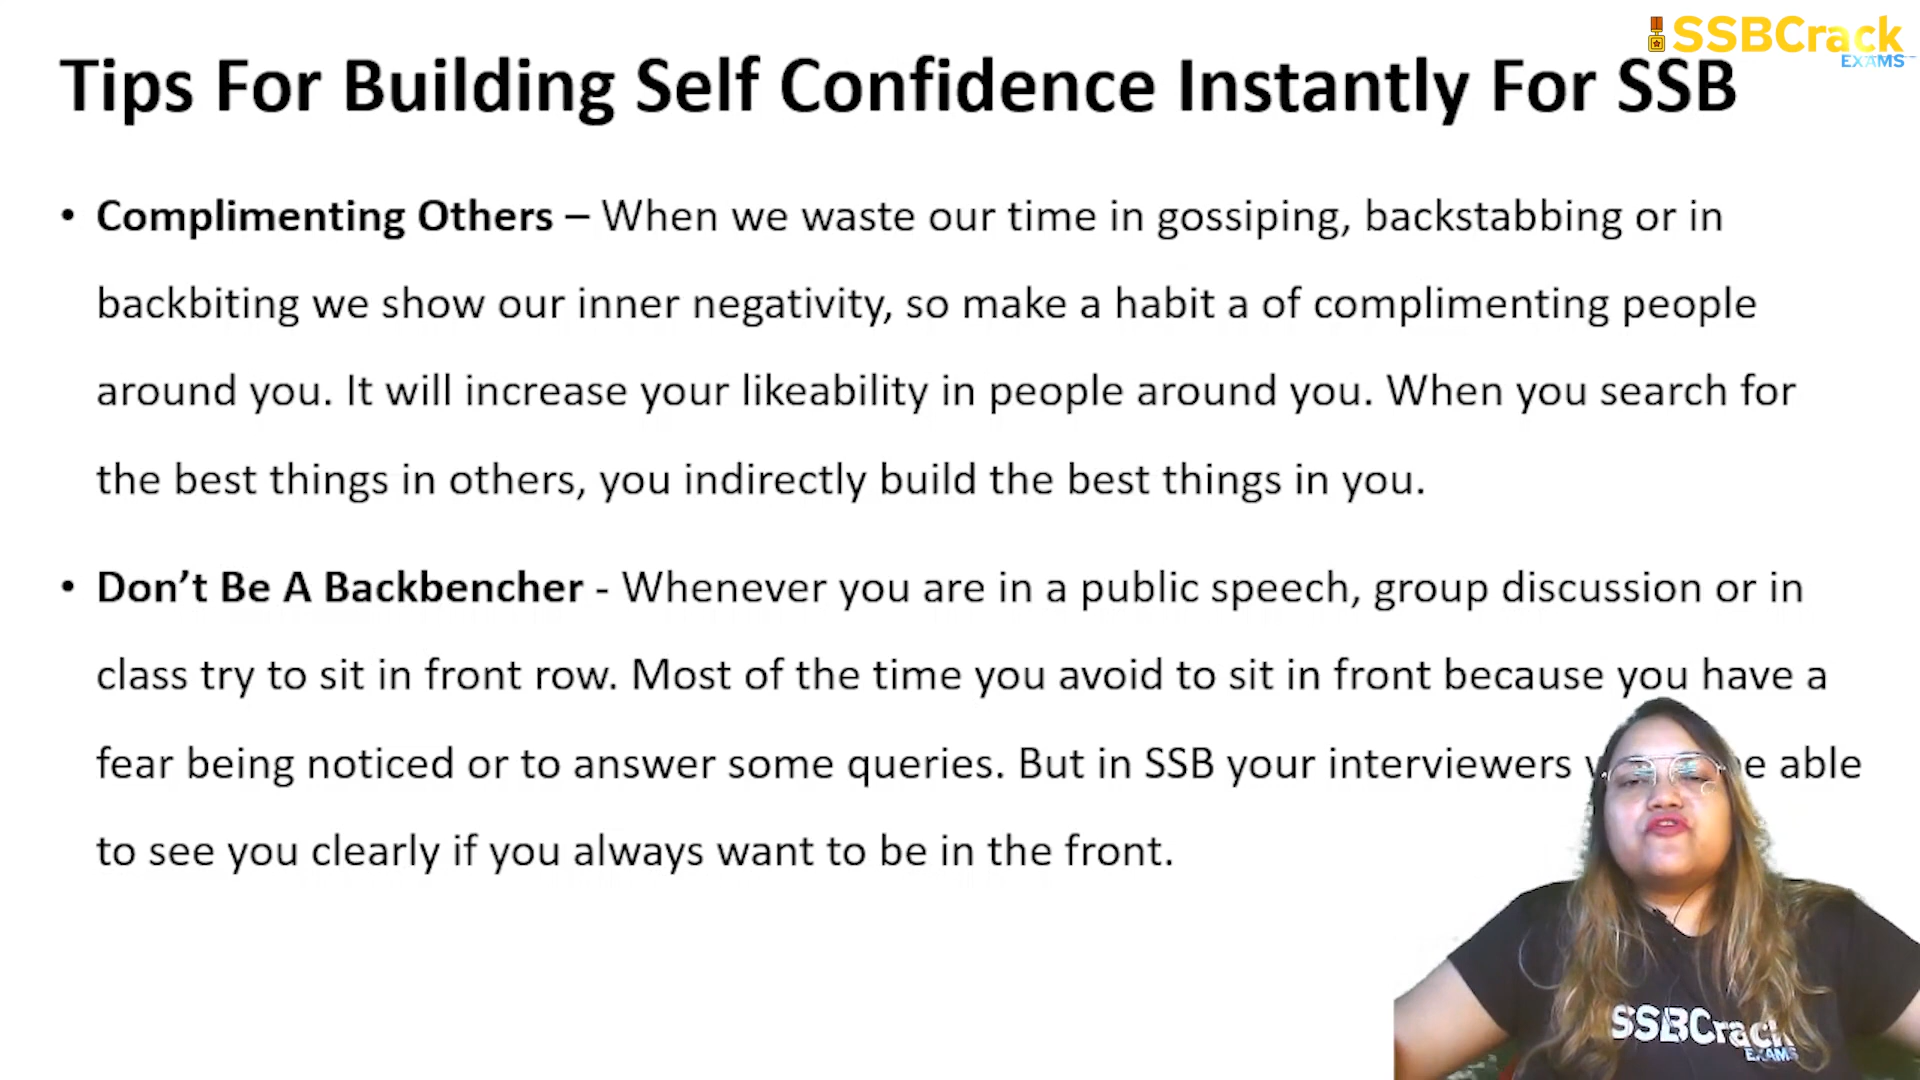 SSBCrack
EXAMS
Tips For Building Self Confidence Instantly For SSB
• Complimenting Others – When we waste our time in gossiping, backstabbing or in
backbiting we show our inner negativity, so make a habit a of complimenting people
around you. It will increase your likeability in people around you. When you search for
the best things in others, you indirectly build the best things in you.
• Don’t Be A Backbencher - Whenever you are in a public speech, group discussion or in
class try to sit in front row. Most of the time you avoid to sit in front because you have a
fear being noticed or to answer some queries. But in SSB your interviewers able
to see you clearly if you always want to be in the front.
SSBCrack
EXAMS